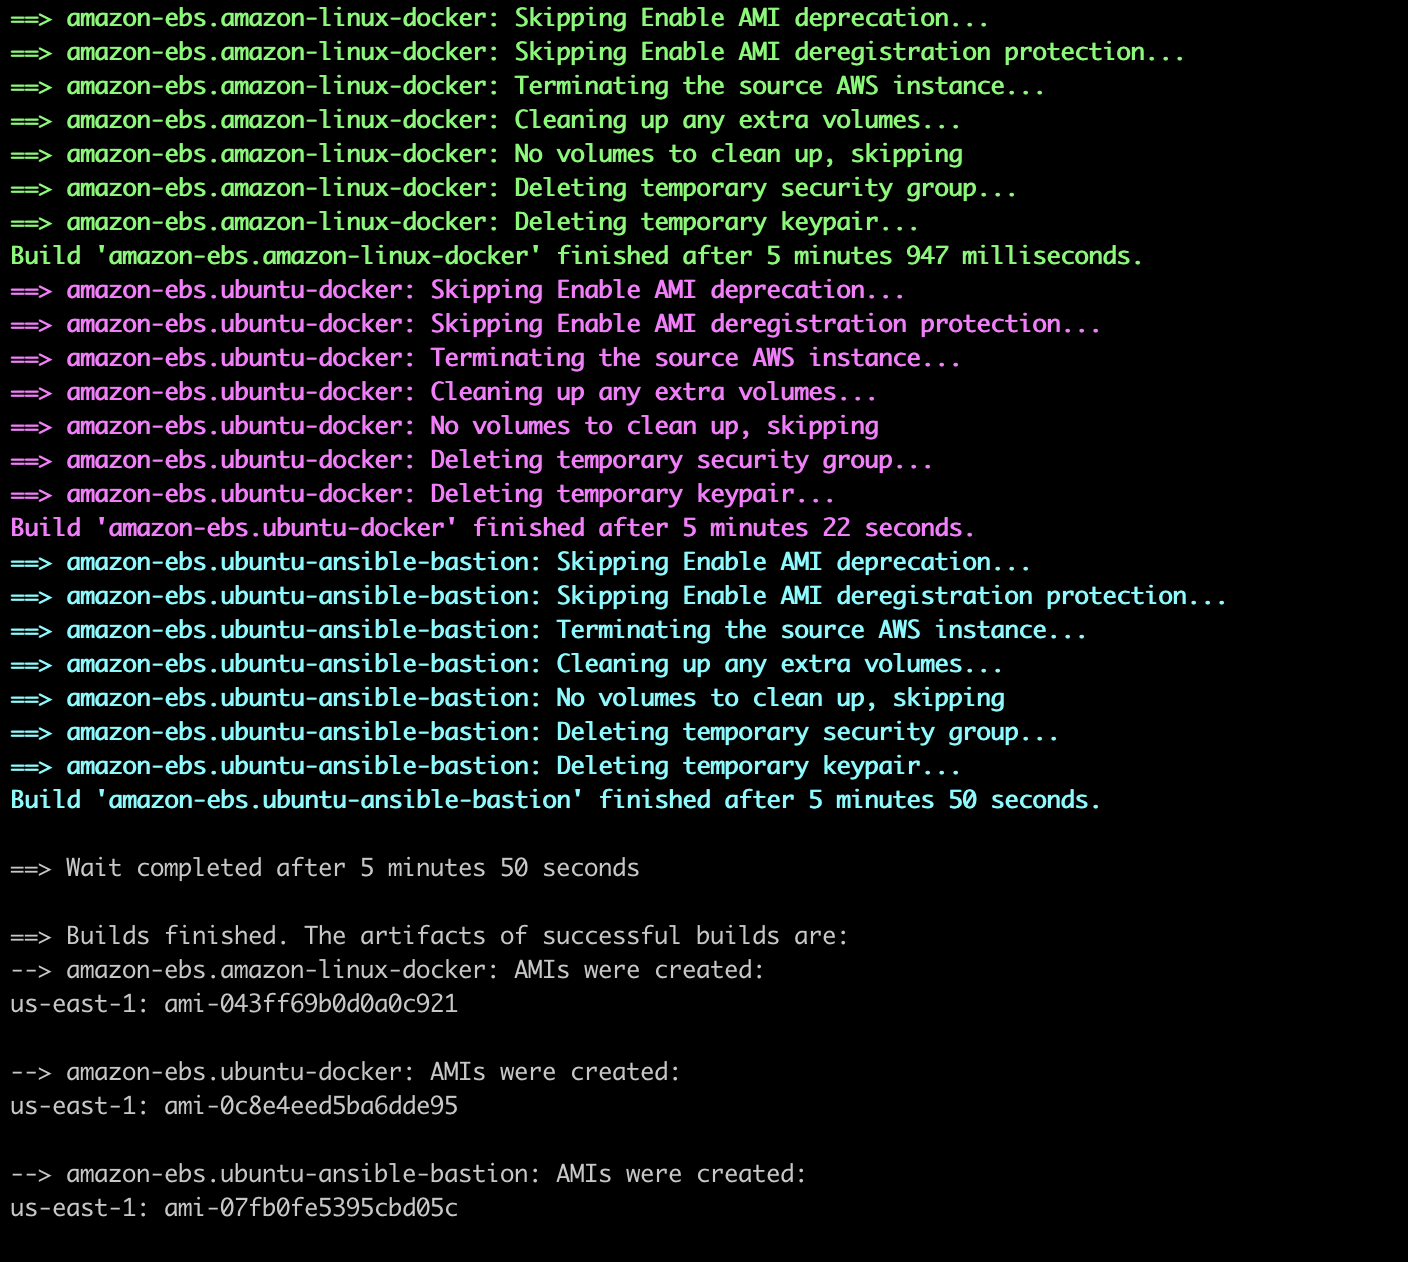 ==> amazon-ebs.amazon-linux-docker: Skipping Enable AMI deprecation...
==> amazon-ebs.amazon-linux-docker: Skipping Enable AMI deregistration protection...
==> amazon-ebs.amazon-linux-docker: Terminating the source AWS instance...
==> amazon-ebs.amazon-linux-docker: Cleaning up any extra volumes...
==> amazon-ebs.amazon-linux-docker: No volumes to clean up, skipping
==> amazon-ebs.amazon-linux-docker: Deleting temporary security group...
==> amazon-ebs.amazon-linux-docker: Deleting temporary keypair...
Build 'amazon-ebs.amazon-linux-docker' finished after 5 minutes 947 milliseconds.
==> amazon-ebs.ubuntu-docker: Skipping Enable AMI deprecation...
==> amazon-ebs.ubuntu-docker: Skipping Enable AMI deregistration protection...
==> amazon-ebs.ubuntu-docker: Terminating the source AWS instance...
==> amazon-ebs.ubuntu-docker: Cleaning up any extra volumes...
==> amazon-ebs.ubuntu-docker: No volumes to clean up, skipping
==> amazon-ebs.ubuntu-docker: Deleting temporary security group...
==> amazon-ebs.ubuntu-docker: Deleting temporary keypair...
Build 'amazon-ebs.ubuntu-docker' finished after 5 minutes 22 seconds.
==> amazon-ebs.ubuntu-ansible-bastion: Skipping Enable AMI deprecation...
==> amazon-ebs.ubuntu-ansible-bastion: Skipping Enable AMI deregistration protection...
==> amazon-ebs.ubuntu-ansible-bastion: Terminating the source AWS instance...
==> amazon-ebs.ubuntu-ansible-bastion: Cleaning up any extra volumes...
==> amazon-ebs.ubuntu-ansible-bastion: No volumes to clean up, skipping
==> amazon-ebs.ubuntu-ansible-bastion: Deleting temporary security group...
==> amazon-ebs.ubuntu-ansible-bastion: Deleting temporary keypair...
Build 'amazon-ebs.ubuntu-ansible-bastion' finished after 5 minutes 50 seconds.
==> Wait completed after 5 minutes 50 seconds
==> Builds finished. The artifacts of successful builds are:
--> amazon-ebs.amazon-linux-docker: AMIs were created:
us-east-1: ami-043ff69b0d0a0c921
--> amazon-ebs.ubuntu-docker: AMIs were created:
us-east-1: ami-0c8e4eed5ba6dde95
--> amazon-ebs.ubuntu-ansible-bastion: AMIs were created:
us-east-1: ami-07fb0fe5395cbd05c